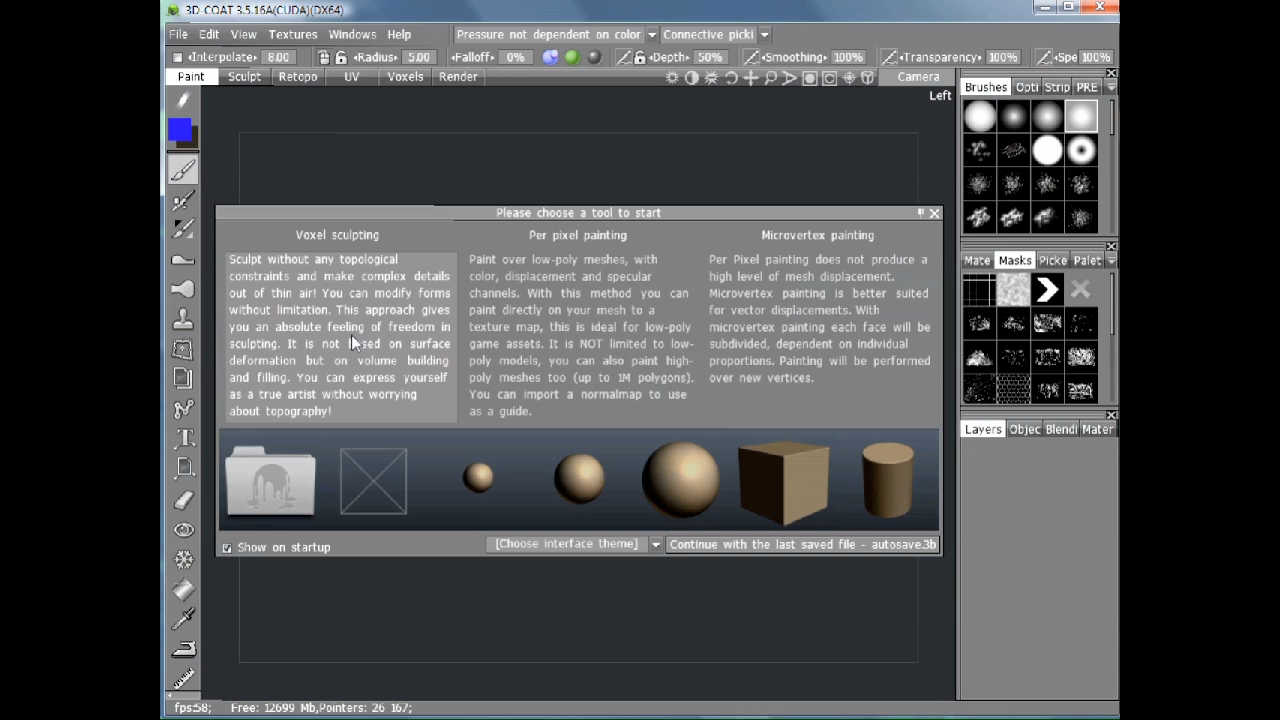 3D-COAT 3.5.16A(CUDA)(DX64)
File Edit View Textures Windows Help Pressure not dependent on color Connective picki
Interpolate 8.00 Radius 5.00 Falloff 0% Depth 50% Smoothing 100% Transparency 100% Spe 100%
Paint Sculpt Retopo UV Voxels Render Camera
Left
Brushes Opti Strip PRE
Please choose a tool to start
Voxel sculpting
Sculpt without any topological
constraints and make complex details
out of thin air! You can modify forms
without limitation. This approach gives
you an absolute feeling of freedom in
sculpting. It is not based on surface
deformation but on volume building
and filling. You can express yourself
as a true artist without worrying
about topography!
Per pixel painting
Paint over low-poly meshes, with
color, displacement and specular
channels. With this method you can
paint directly on your mesh to a
texture map, this is ideal for low-poly
game assets. It is NOT limited to low-
poly models, you can also paint high-
poly meshes too (up to 1M polygons).
You can import a normalmap to use
as a guide.
Microvertex painting
Per Pixel painting does not produce a
high level of mesh displacement.
Microvertex painting is better suited
for vector displacements. With
microvertex painting each face will be
subdivided, dependent on individual
proportions. Painting will be performed
over new vertices.
Mate Masks Picke Palet
Layers Objec Blendi Mater
Show on startup
[Choose interface theme] Continue with the last saved file - autosave.3b
fps:58; Free: 12699 Mb,Pointers: 26 167;